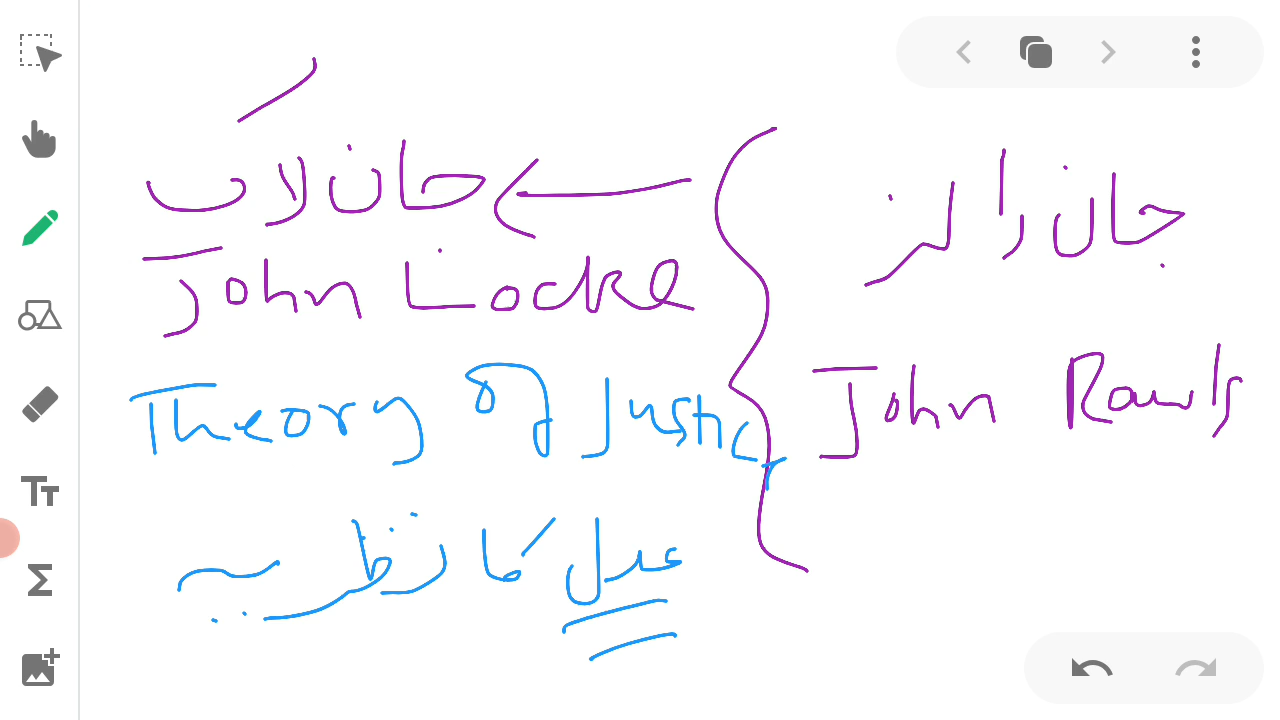 جان رالز
John Rawls
جان لاک
John Locke
Theory of Justice
عدل کا نظریہ